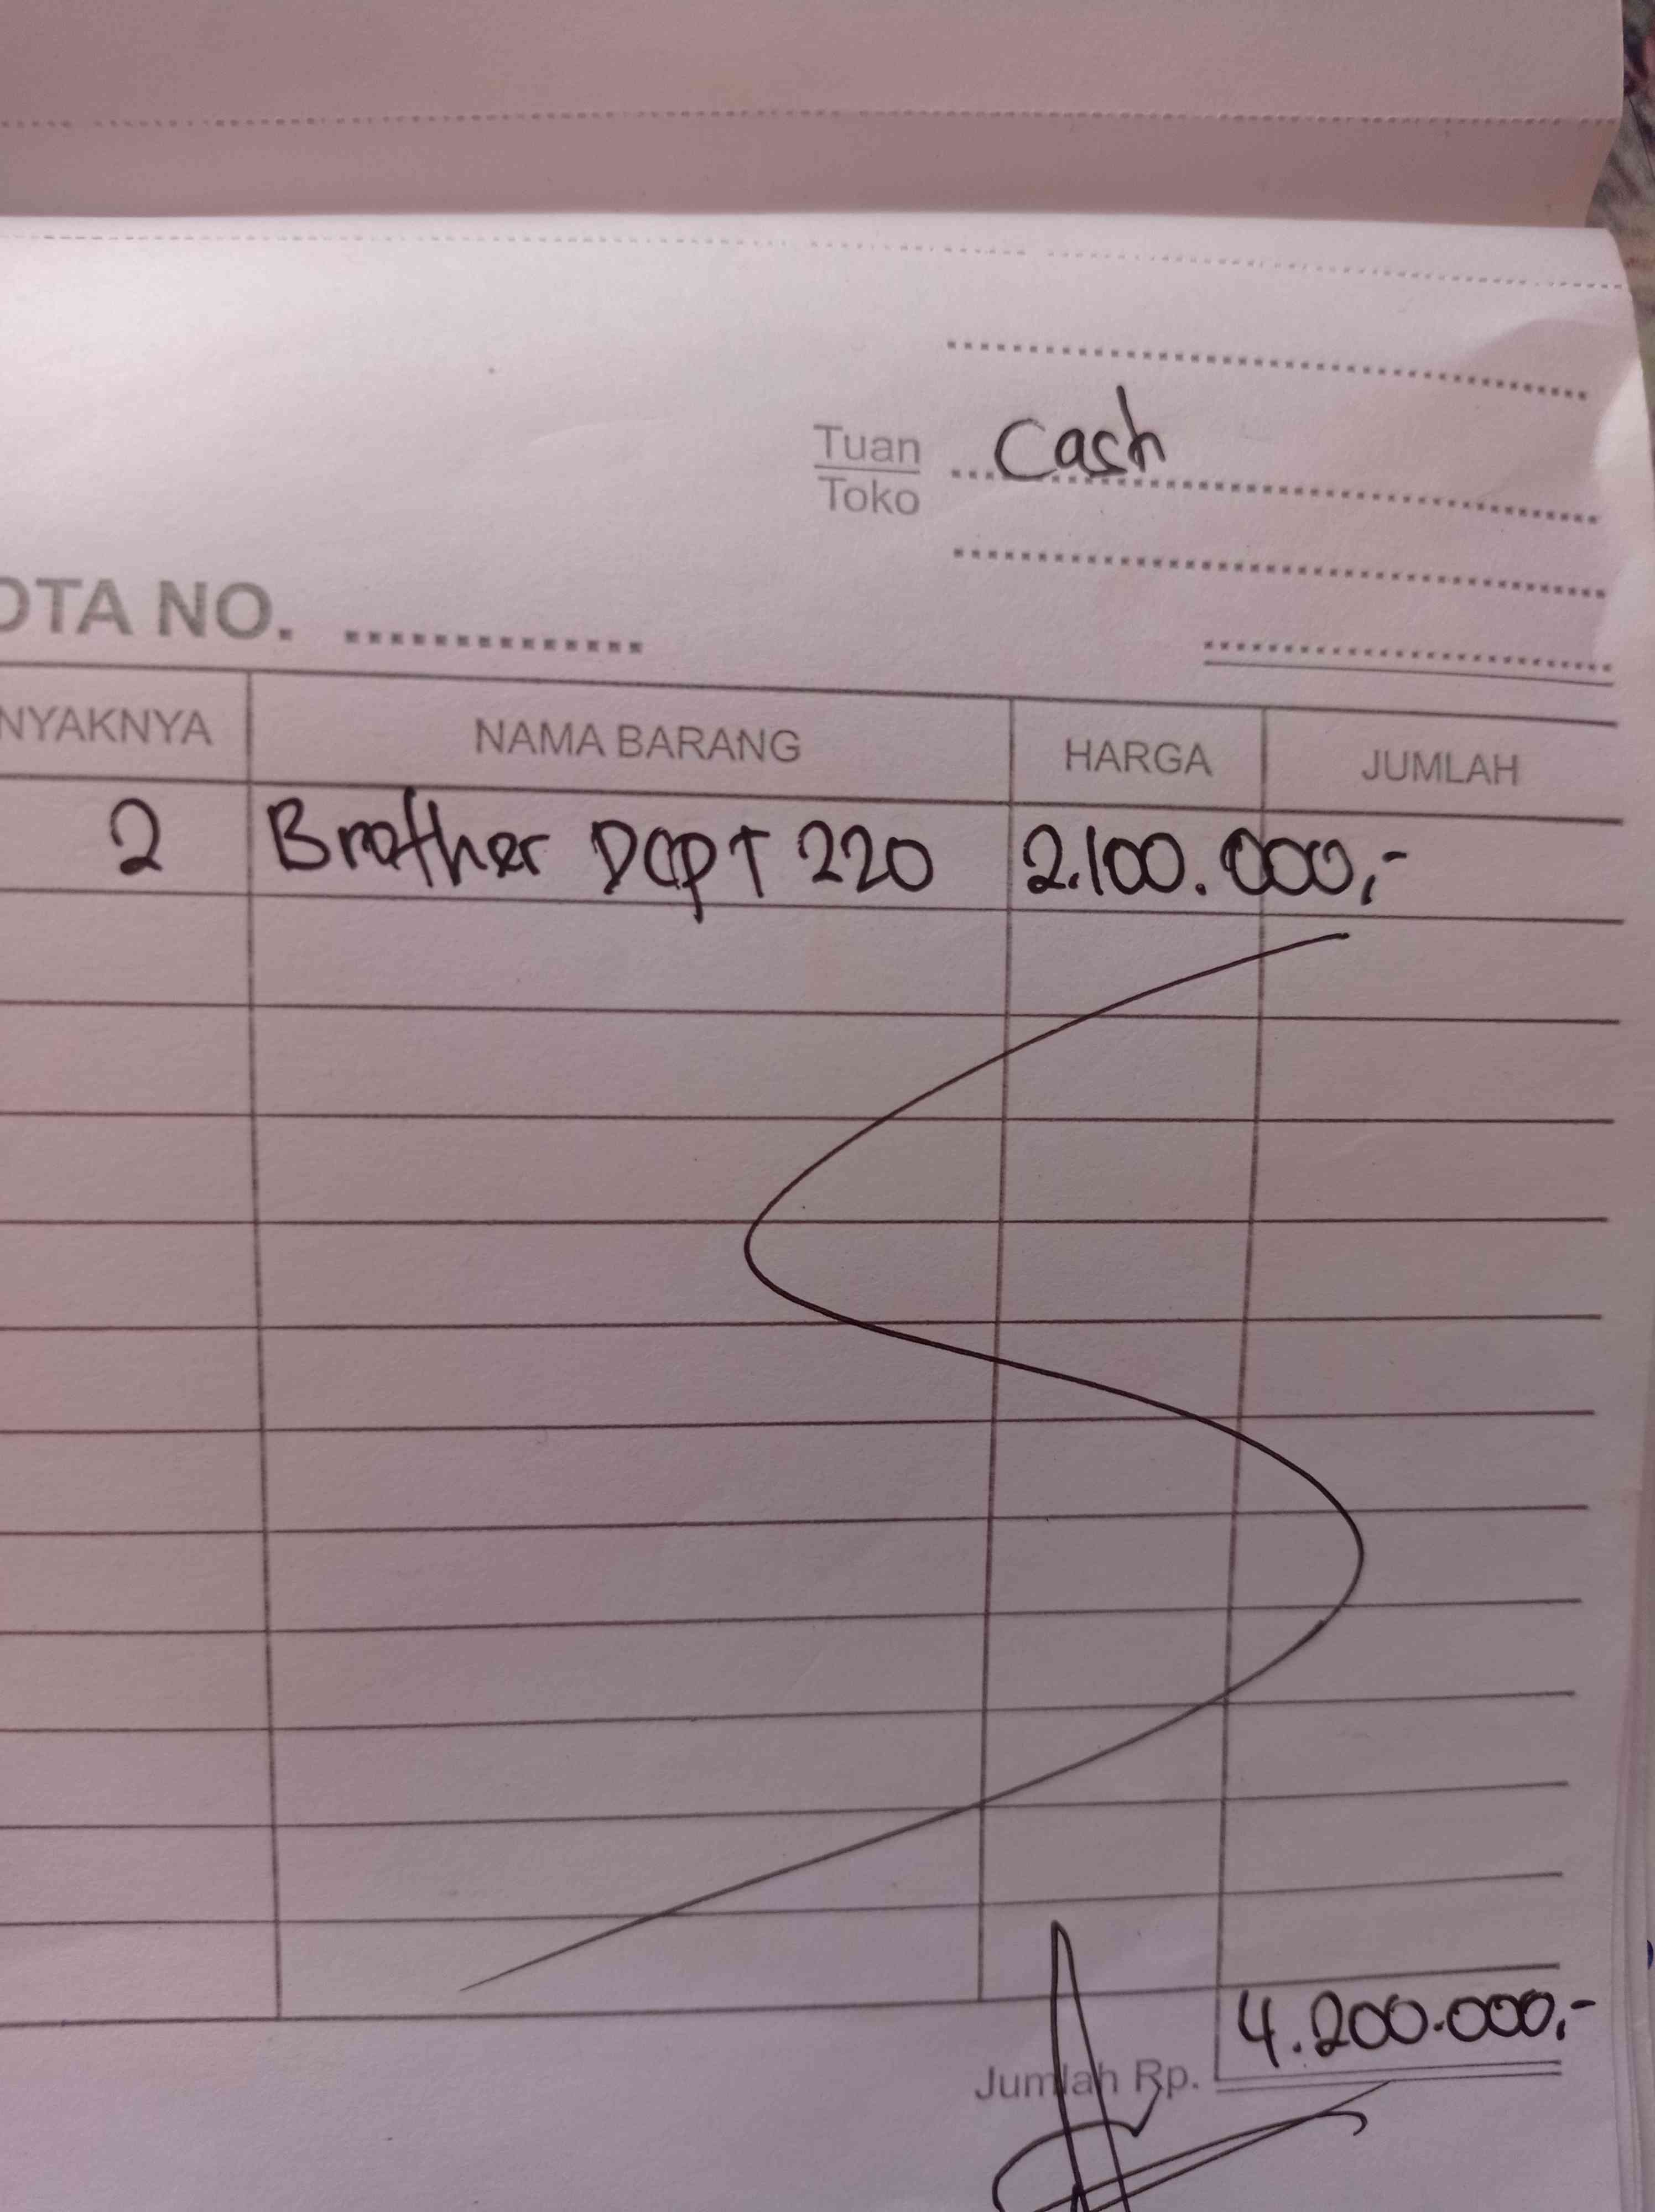 Tuan
Toko
Cash
OTA NO.
NYAKNYA NAMA BARANG HARGA JUMLAH
2 Brother DCPT 220 2.100.000,-
Jumlah Rp. 4.200.000,-